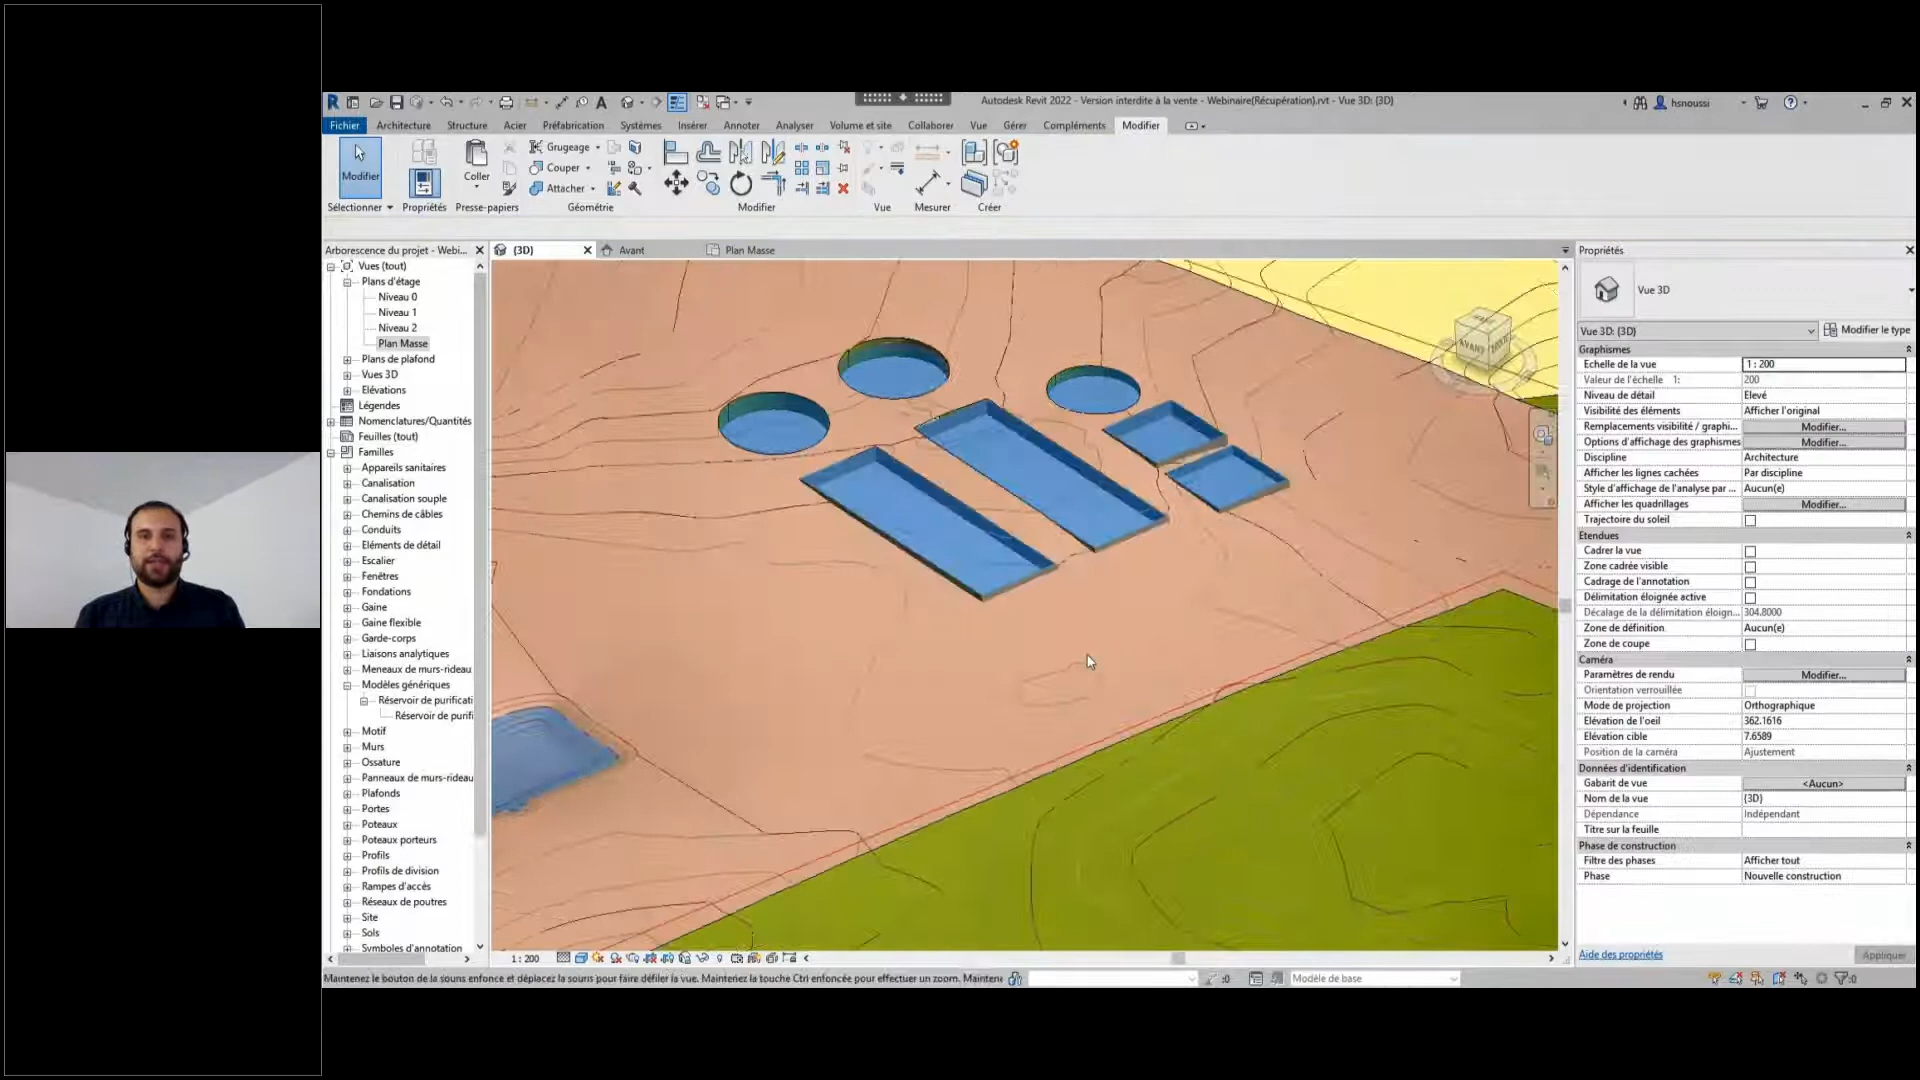 Autodesk Revit 2022 - Version interdite à la vente - Webinaire(Récupération).rvt - Vue 3D: {3D}
hsnoussi
Fichier Architecture Structure Acier Préfabrication Systèmes Insérer Annoter Analyser Volume et site Collaborer Vue Gérer Compléments Modifier
Modifier
Coller
Grugeage
Couper
Attacher
Sélectionner Propriétés Presse-papiers Géométrie Modifier Vue Mesurer Créer
Arborescence du projet - Webi...
{3D}
Avant
Plan Masse
Vues (tout)
Plans d'étage
Niveau 0
Niveau 1
Niveau 2
Plan Masse
Plans de plafond
Vues 3D
Elévations
Légendes
Nomenclatures/Quantités
Feuilles (tout)
Familles
Appareils sanitaires
Canalisation
Canalisation souple
Chemins de câbles
Conduits
Eléments de détail
Escalier
Fenêtres
Fondations
Gaine
Gaine flexible
Garde-corps
Liaisons analytiques
Meneaux de murs-rideau
Modèles génériques
Réservoir de purificati
Réservoir de purifi
Motif
Murs
Ossature
Panneaux de murs-rideau
Plafonds
Portes
Poteaux
Poteaux porteurs
Profils
Profils de division
Rampes d'accès
Réseaux de poutres
Site
Sols
Symboles d'annotation
AVANT
Propriétés
Vue 3D
Vue 3D: {3D}
Modifier le type
Graphismes
Echelle de la vue 1 : 200
Valeur de l'échelle 1: 200
Niveau de détail Elevé
Visibilité des éléments Afficher l'original
Remplacements visibilité / graphi... Modifier...
Options d'affichage des graphismes Modifier...
Discipline Architecture
Afficher les lignes cachées Par discipline
Style d'affichage de l'analyse par ... Aucun(e)
Afficher les quadrillages Modifier...
Trajectoire du soleil
Etendues
Cadrer la vue
Zone cadrée visible
Cadrage de l'annotation
Délimitation éloignée active
Décalage de la délimitation éloign... 304.8000
Zone de définition Aucun(e)
Zone de coupe
Caméra
Paramètres de rendu Modifier...
Orientation verrouillée
Mode de projection Orthographique
Elévation de l'oeil 362.1616
Elévation cible 7.6589
Position de la caméra Ajustement
Données d'identification
Gabarit de vue <Aucun>
Nom de la vue {3D}
Dépendance Indépendant
Titre sur la feuille
Phase de construction
Filtre des phases Afficher tout
Phase Nouvelle construction
Aide des propriétés
Appliquer
1 : 200
Maintenez le bouton de la souris enfoncé et déplacez la souris pour faire défiler la vue. Maintenez la touche Ctrl enfoncée pour effectuer un zoom. Mainten
:0
Modèle de base
:0